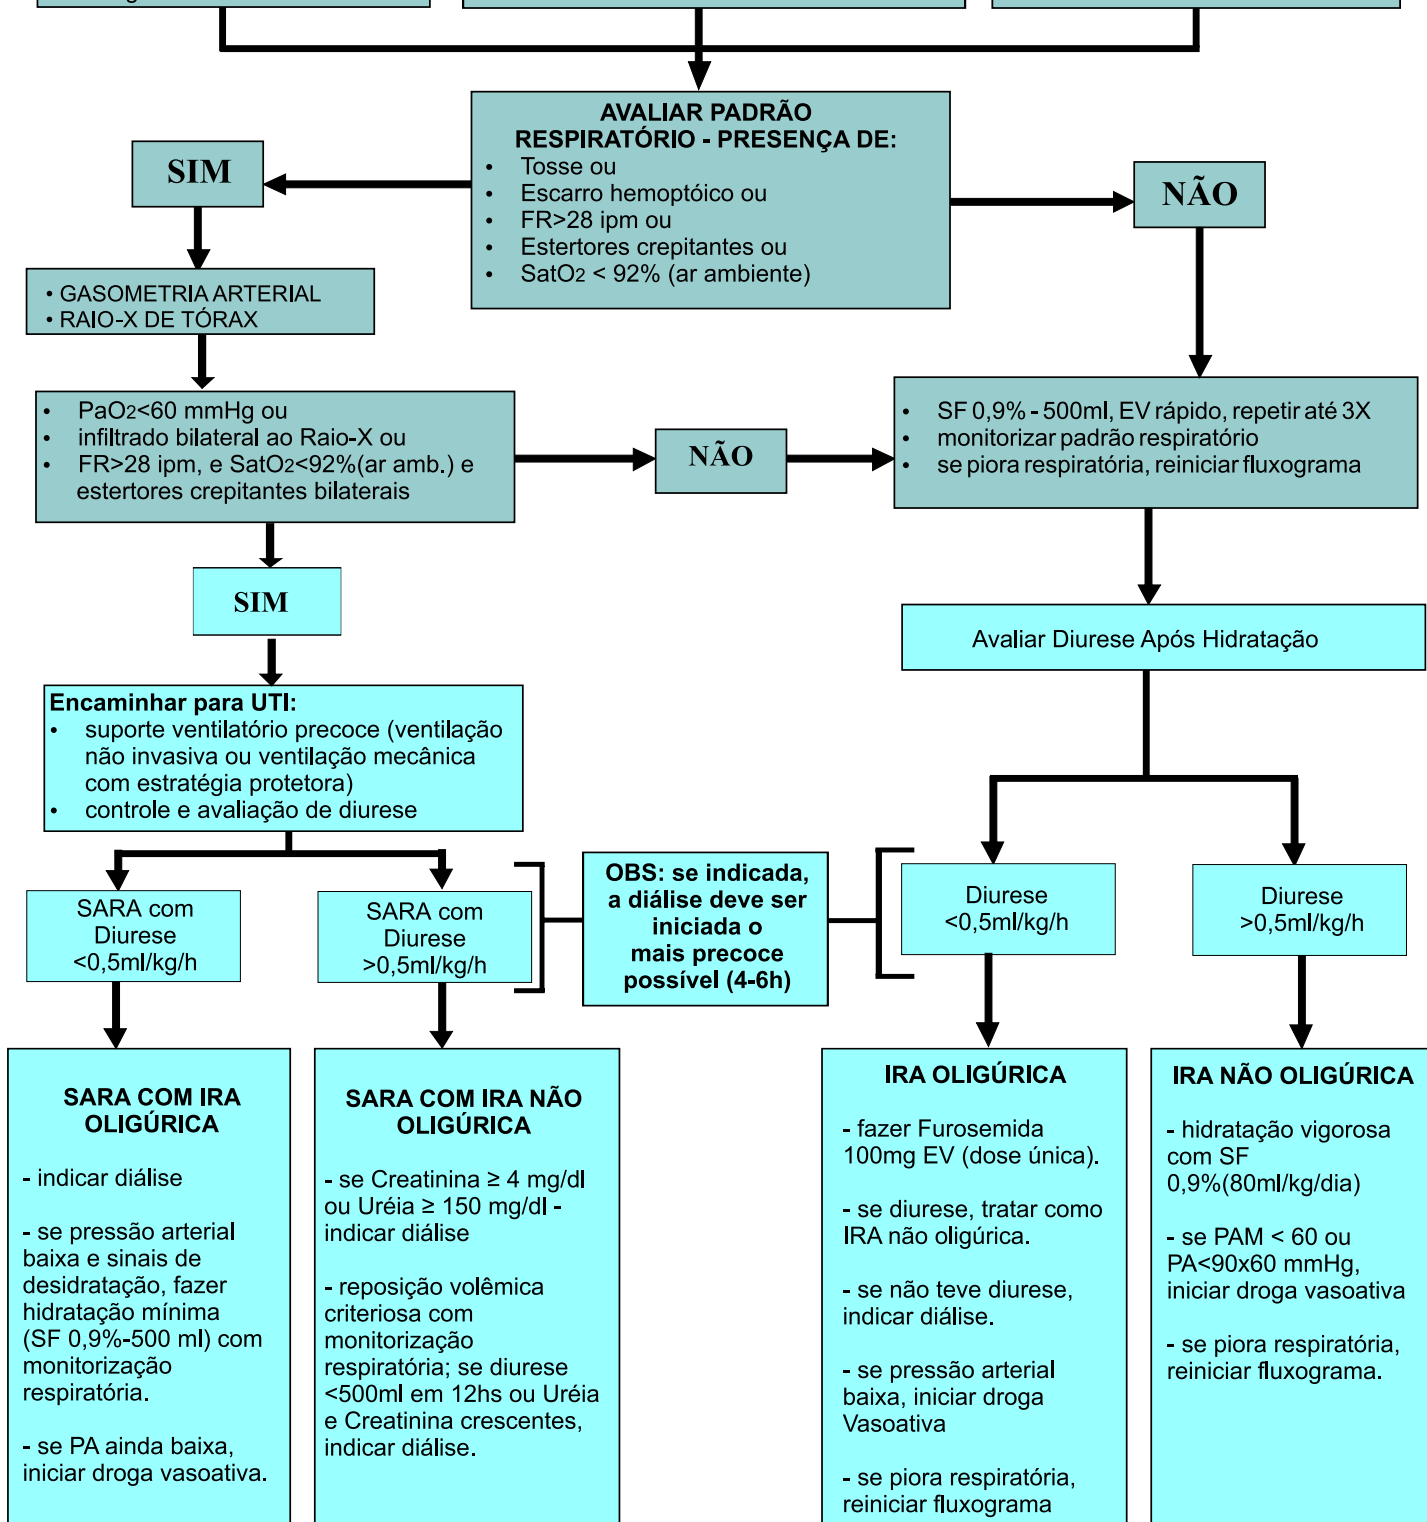 AVALIAR PADRÃO
RESPIRATÓRIO - PRESENÇA DE:
• Tosse ou
• Escarro hemoptóico ou
• FR>28 ipm ou
• Estertores crepitantes ou
• SatO2 < 92% (ar ambiente)
SIM
NÃO
• GASOMETRIA ARTERIAL
• RAIO-X DE TÓRAX
• PaO2<60 mmHg ou
• infiltrado bilateral ao Raio-X ou
• FR>28 ipm, e SatO2<92%(ar amb.) e
estertores crepitantes bilaterais
NÃO
• SF 0,9% - 500ml, EV rápido, repetir até 3X
• monitorizar padrão respiratório
• se piora respiratória, reiniciar fluxograma
SIM
Avaliar Diurese Após Hidratação
Encaminhar para UTI:
• suporte ventilatório precoce (ventilação
não invasiva ou ventilação mecânica
com estratégia protetora)
• controle e avaliação de diurese
SARA com
Diurese
<0,5ml/kg/h
SARA com
Diurese
>0,5ml/kg/h
OBS: se indicada,
a diálise deve ser
iniciada o
mais precoce
possível (4-6h)
Diurese
<0,5ml/kg/h
Diurese
>0,5ml/kg/h
SARA COM IRA
OLIGÚRICA
- indicar diálise
- se pressão arterial
baixa e sinais de
desidratação, fazer
hidratação mínima
(SF 0,9%-500 ml) com
monitorização
respiratória.
- se PA ainda baixa,
iniciar droga vasoativa.
SARA COM IRA NÃO
OLIGÚRICA
- se Creatinina ≥ 4 mg/dl
ou Uréia ≥ 150 mg/dl -
indicar diálise
- reposição volêmica
criteriosa com
monitorização
respiratória; se diurese
<500ml em 12hs ou Uréia
e Creatinina crescentes,
indicar diálise.
IRA OLIGÚRICA
- fazer Furosemida
100mg EV (dose única).
- se diurese, tratar como
IRA não oligúrica.
- se não teve diurese,
indicar diálise.
- se pressão arterial
baixa, iniciar droga
Vasoativa
- se piora respiratória,
reiniciar fluxograma
IRA NÃO OLIGÚRICA
- hidratação vigorosa
com SF
0,9%(80ml/kg/dia)
- se PAM < 60 ou
PA<90x60 mmHg,
iniciar droga vasoativa
- se piora respiratória,
reiniciar fluxograma.